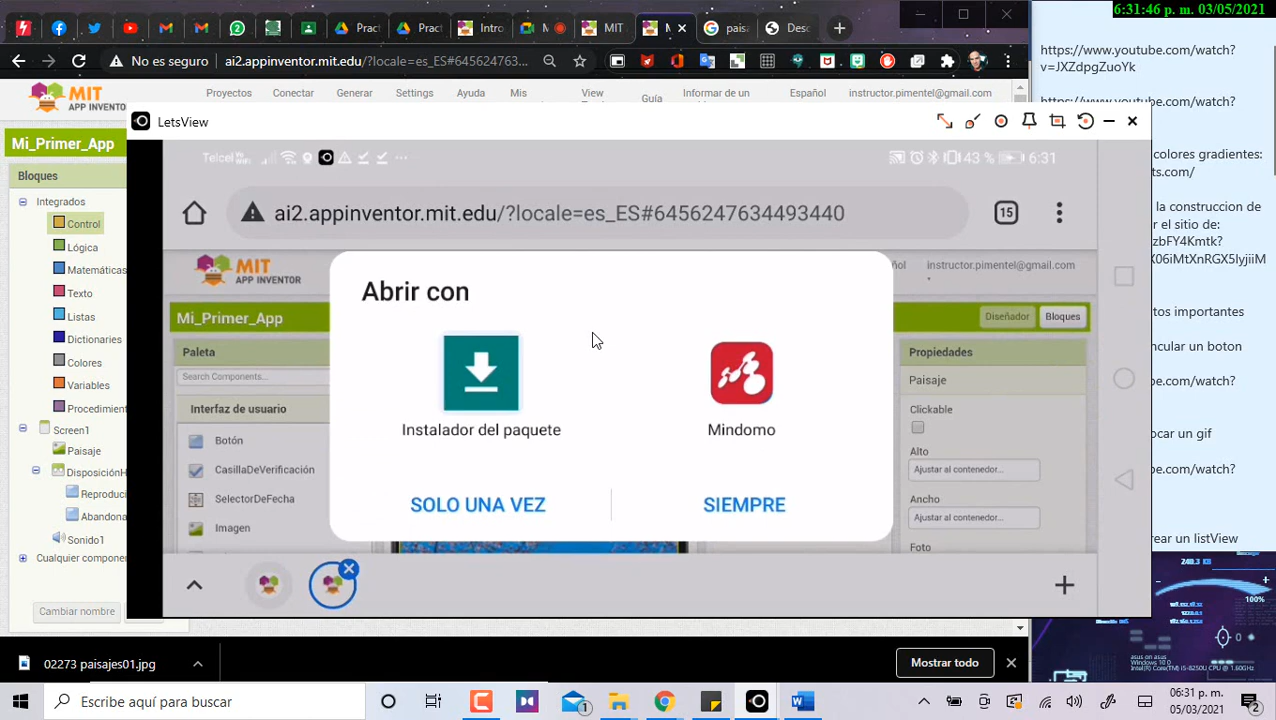 6:31:46 p. m. 03/05/2021
Pract
Pract
Intro
M
MIT
M
pais
Desc
No es seguro
ai2.appinventor.mit.edu/?locale=es_ES#645624763...
MIT
APP INVENTOR
Proyectos
Conectar
Generar
Settings
Ayuda
Mis
View
Guía
Informar de
Español
instructor.pimentel@gmail.com
https://www.youtube.com/watch?
v=JXZdpgZuoYk
https://www.youtube.com/watch?
colores gradientes:
ts.com/
la construccion de
r el sitio de:
zbFY4Kmtk?
X06iMtXnRGX5lyjiiM
tos importantes
ncular un boton
be.com/watch?
ocar un gif
be.com/watch?
rear un listView
LetsView
Mi_Primer_App
Bloques
Integrados
Control
Lógica
Matemáticas
Texto
Listas
Dictionaries
Colores
Variables
Procedimien
Screen1
Paisaje
DisposiciónH
Reproduci
Abandona
Sonido1
Cualquier compone
Cambiar nombre
Telcel
43 %
6:31
ai2.appinventor.mit.edu/?locale=es_ES#6456247634493440
15
MIT
APP INVENTOR
ñol
instructor.pimentel@gmail.com
Mi_Primer_App
Diseñador
Bloques
Paleta
Search Components...
Interfaz de usuario
Botón
CasillaDeVerificación
SelectorDeFecha
Imagen
Propiedades
Paisaje
Clickable
Alto
Ajustar al contenedor...
Ancho
Ajustar al contenedor...
Foto
Abrir con
Instalador del paquete
Mindomo
SOLO UNA VEZ
SIEMPRE
02273 paisajes01.jpg
Mostrar todo
100%
Escribe aquí para buscar
06:31 p. m.
05/03/2021
2